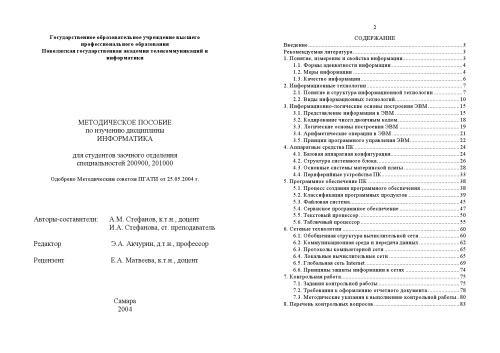 Государственное образовательное учреждение высшего
профессионального образования
Поволжская государственная академия телекоммуникаций и
информатики
МЕТОДИЧЕСКОЕ ПОСОБИЕ
по изучению дисциплины
ИНФОРМАТИКА
для студентов заочного отделения
специальностей 200900, 201000
Одобрено Методическим советом ПГАТИ от 25.05.2004 г.
Авторы-составители: А.М. Стефанов, к.т.н., доцент
И.А. Стефанова, ст. преподаватель
Редактор Э.А. Акчурин, д.т.н., профессор
Рецензент Е.А. Матвеева, к.т.н., доцент
Самара
2004
2
СОДЕРЖАНИЕ
Введение 3
Рекомендуемая литература 3
1. Понятие, измерение и свойства информации 3
1.1. Формы адекватности информации 4
1.2. Меры информации 4
1.3. Качество информации 6
2. Информационные технологии 7
2.1. Понятие и структура информационной технологии 7
2.2. Виды информационных технологий 10
3. Информационно-логические основы построения ЭВМ 15
3.1. Представление информации в ЭВМ 15
3.2. Кодирование чисел двоичным кодом 18
3.3. Логические основы построения ЭВМ 19
3.4. Арифметические операции в ЭВМ 21
3.5. Принцип программного управления ЭВМ 22
4. Аппаратные средства ПК 24
4.1. Базовая аппаратная конфигурация 24
4.2. Структура системного блока 26
4.3. Основные системы материнской платы 28
4.4. Периферийные устройства ПК 33
5. Программное обеспечение ПК 38
5.1. Процесс создания программного обеспечения 38
5.2. Классификация программных продуктов 39
5.3. Файловая система 45
5.4. Сервисное программное обеспечение 47
5.5. Текстовый процессор 50
5.6. Табличный процессор 55
6. Сетевые технологии 60
6.1. Обобщенная структура вычислительной сети 60
6.2. Коммуникационная среда и передача данных 62
6.3. Протоколы компьютерной сети 65
6.4. Локальные вычислительные сети 65
6.5. Глобальная сеть Internet 69
6.6. Принципы защиты информации в сетях 74
7. Контрольная работа 75
7.1. Задания контрольной работы 75
7.2. Требования к оформлению отчетного документа 78
7.3. Методические указания к выполнению контрольной работы 80
8. Перечень контрольных вопросов 83